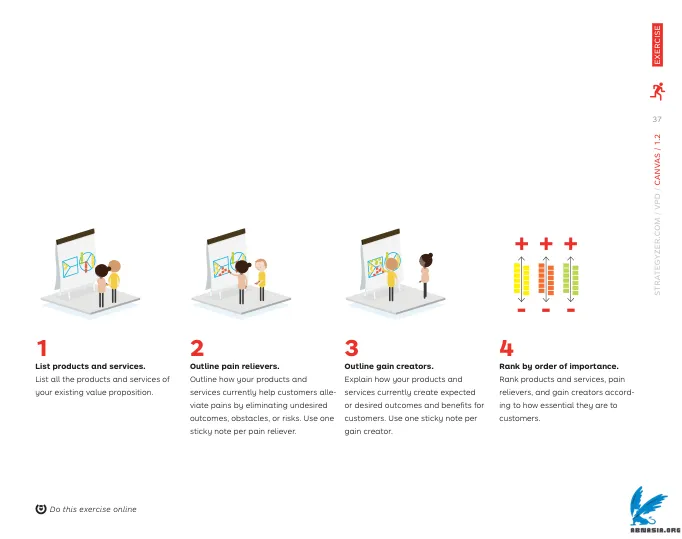 EXERCISE
37
STRATEGYZER.COM / VPD / CANVAS / 1.2
1
List products and services.
List all the products and services of
your existing value proposition.
2
Outline pain relievers.
Outline how your products and
services currently help customers alle-
viate pains by eliminating undesired
outcomes, obstacles, or risks. Use one
sticky note per pain reliever.
3
Outline gain creators.
Explain how your products and
services currently create expected
or desired outcomes and benefits for
customers. Use one sticky note per
gain creator.
+ + +
- - -
4
Rank by order of importance.
Rank products and services, pain
relievers, and gain creators accord-
ing to how essential they are to
customers.
Do this exercise online
ABMASIA.ORG